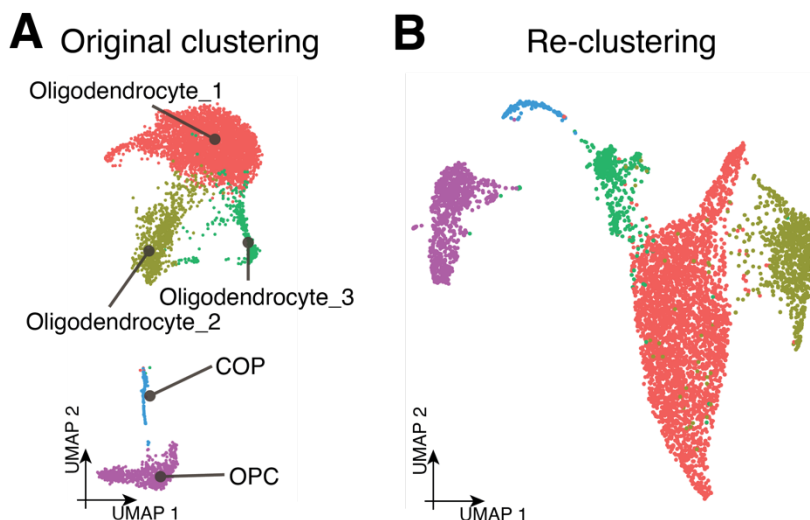 A Original clustering
B Re-clustering
Oligodendrocyte_1
Oligodendrocyte_3
Oligodendrocyte_2
COP
OPC
UMAP 2
UMAP 1
UMAP 2
UMAP 1